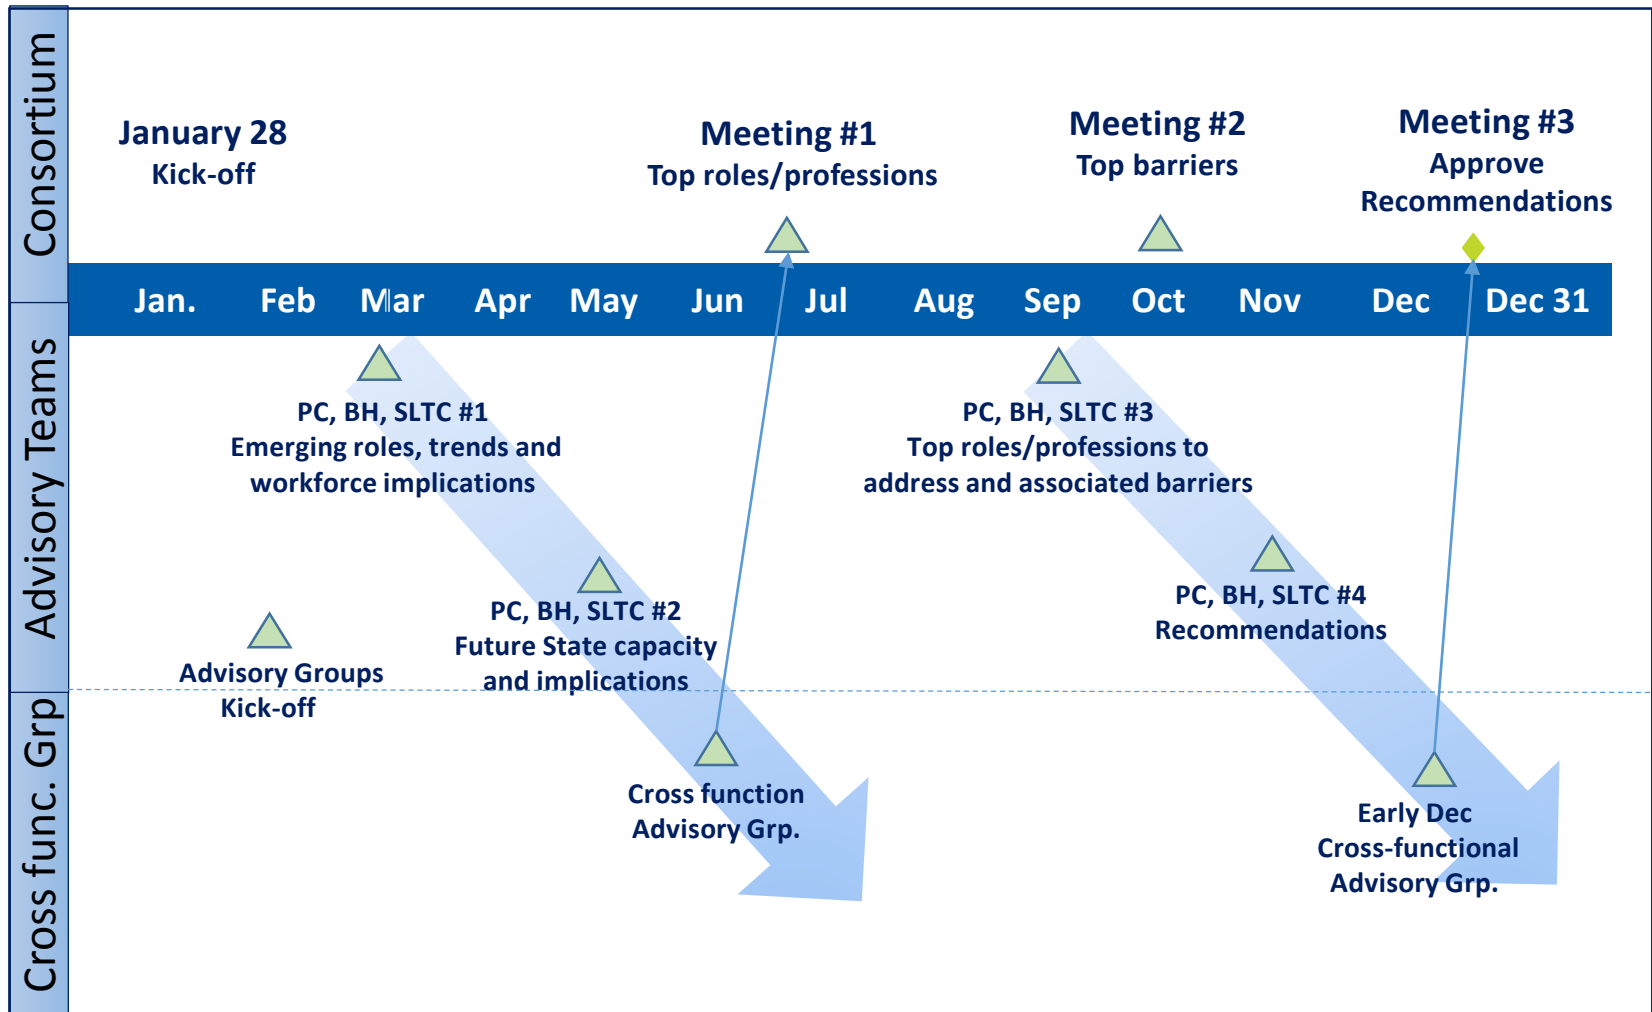 Consortium
January 28
Kick-off
Meeting #1
Top roles/professions
Meeting #2
Top barriers
Meeting #3
Approve
Recommendations
Jan. Feb Mar Apr May Jun Jul Aug Sep Oct Nov Dec Dec 31
Advisory Teams
PC, BH, SLTC #1
Emerging roles, trends and
workforce implications
PC, BH, SLTC #2
Future State capacity
and implications
Advisory Groups
Kick-off
PC, BH, SLTC #3
Top roles/professions to
address and associated barriers
PC, BH, SLTC #4
Recommendations
Cross func. Grp
Cross function
Advisory Grp.
Early Dec
Cross-functional
Advisory Grp.